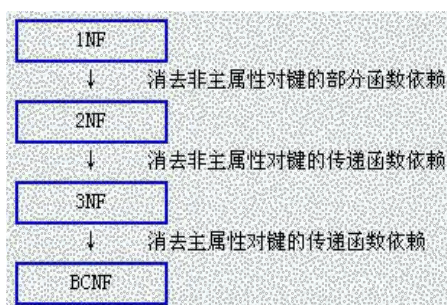 1NF
↓ 消去非主属性对键的部分函数依赖
2NF
↓ 消去非主属性对键的传递函数依赖
3NF
↓ 消去主属性对键的传递函数依赖
BCNF